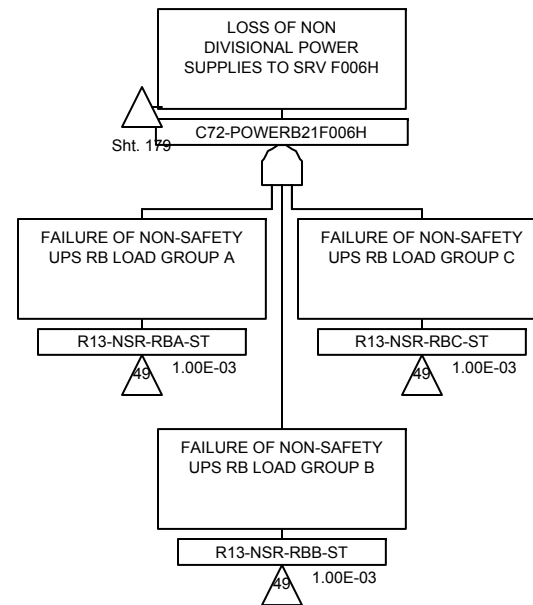 LOSS OF NON
DIVISIONAL POWER
SUPPLIES TO SRV F006H
C72-POWERB21F006H
Sht. 179
FAILURE OF NON-SAFETY
UPS RB LOAD GROUP A
R13-NSR-RBA-ST
49
1.00E-03
FAILURE OF NON-SAFETY
UPS RB LOAD GROUP C
R13-NSR-RBC-ST
49
1.00E-03
FAILURE OF NON-SAFETY
UPS RB LOAD GROUP B
R13-NSR-RBB-ST
49
1.00E-03